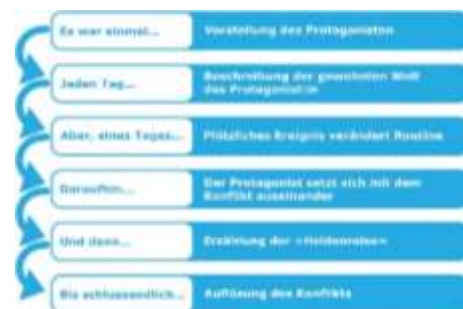 Es war einmal...
Vorstellung des Protagonisten
Jeden Tag...
Beschreibung der gewohnten Welt
des Protagonist:in
Aber, eines Tages...
Plötzliches Ereignis verändert Routine
Daraufhin...
Der Protagonist setzt sich mit dem
Konflikt auseinander
Und dann...
Erzählung der «Heldenreise»
Bis schlussendlich...
Auflösung des Konflikts